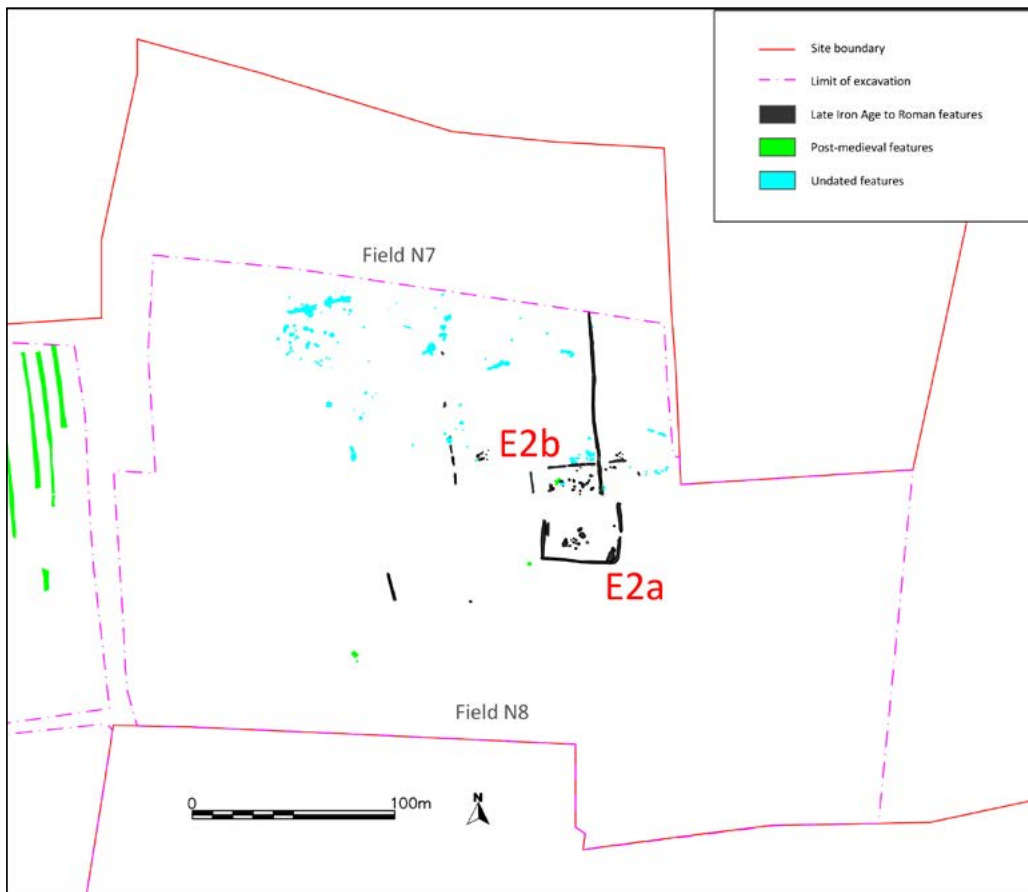 Site boundary
Limit of excavation
Late Iron Age to Roman features
Post-medieval features
Undated features
Field N7
E2b
E2a
Field N8
0 100m
N